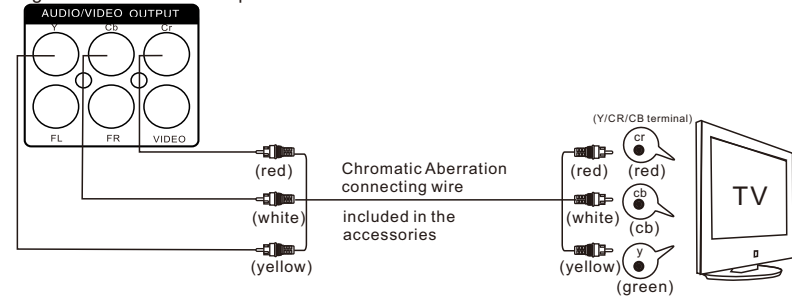 AUDIO/VIDEO OUTPUT
Y Cb Cr
FL FR VIDEO
(Y/CR/CB terminal)
cr
(red)
(red)
(red)
Chromatic Aberration
connecting wire
included in the
accessories
(white)
(white)
cb
(cb)
TV
(yellow)
(yellow)
y
(green)